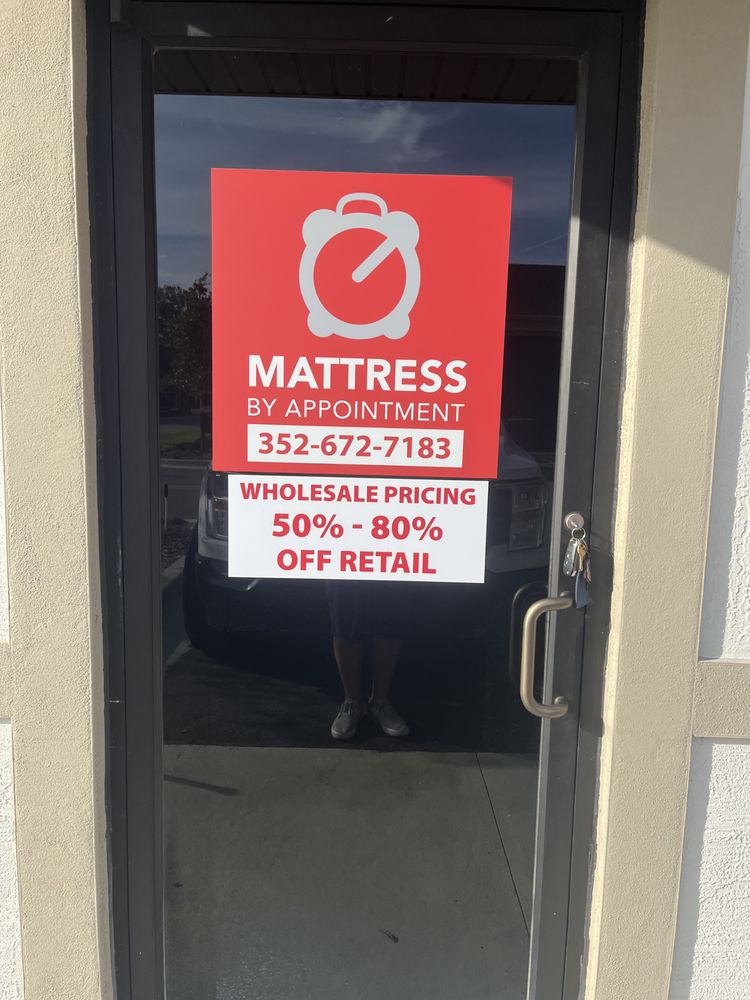 MATTRESS
BY APPOINTMENT
352-672-7183
WHOLESALE PRICING
50% - 80%
OFF RETAIL